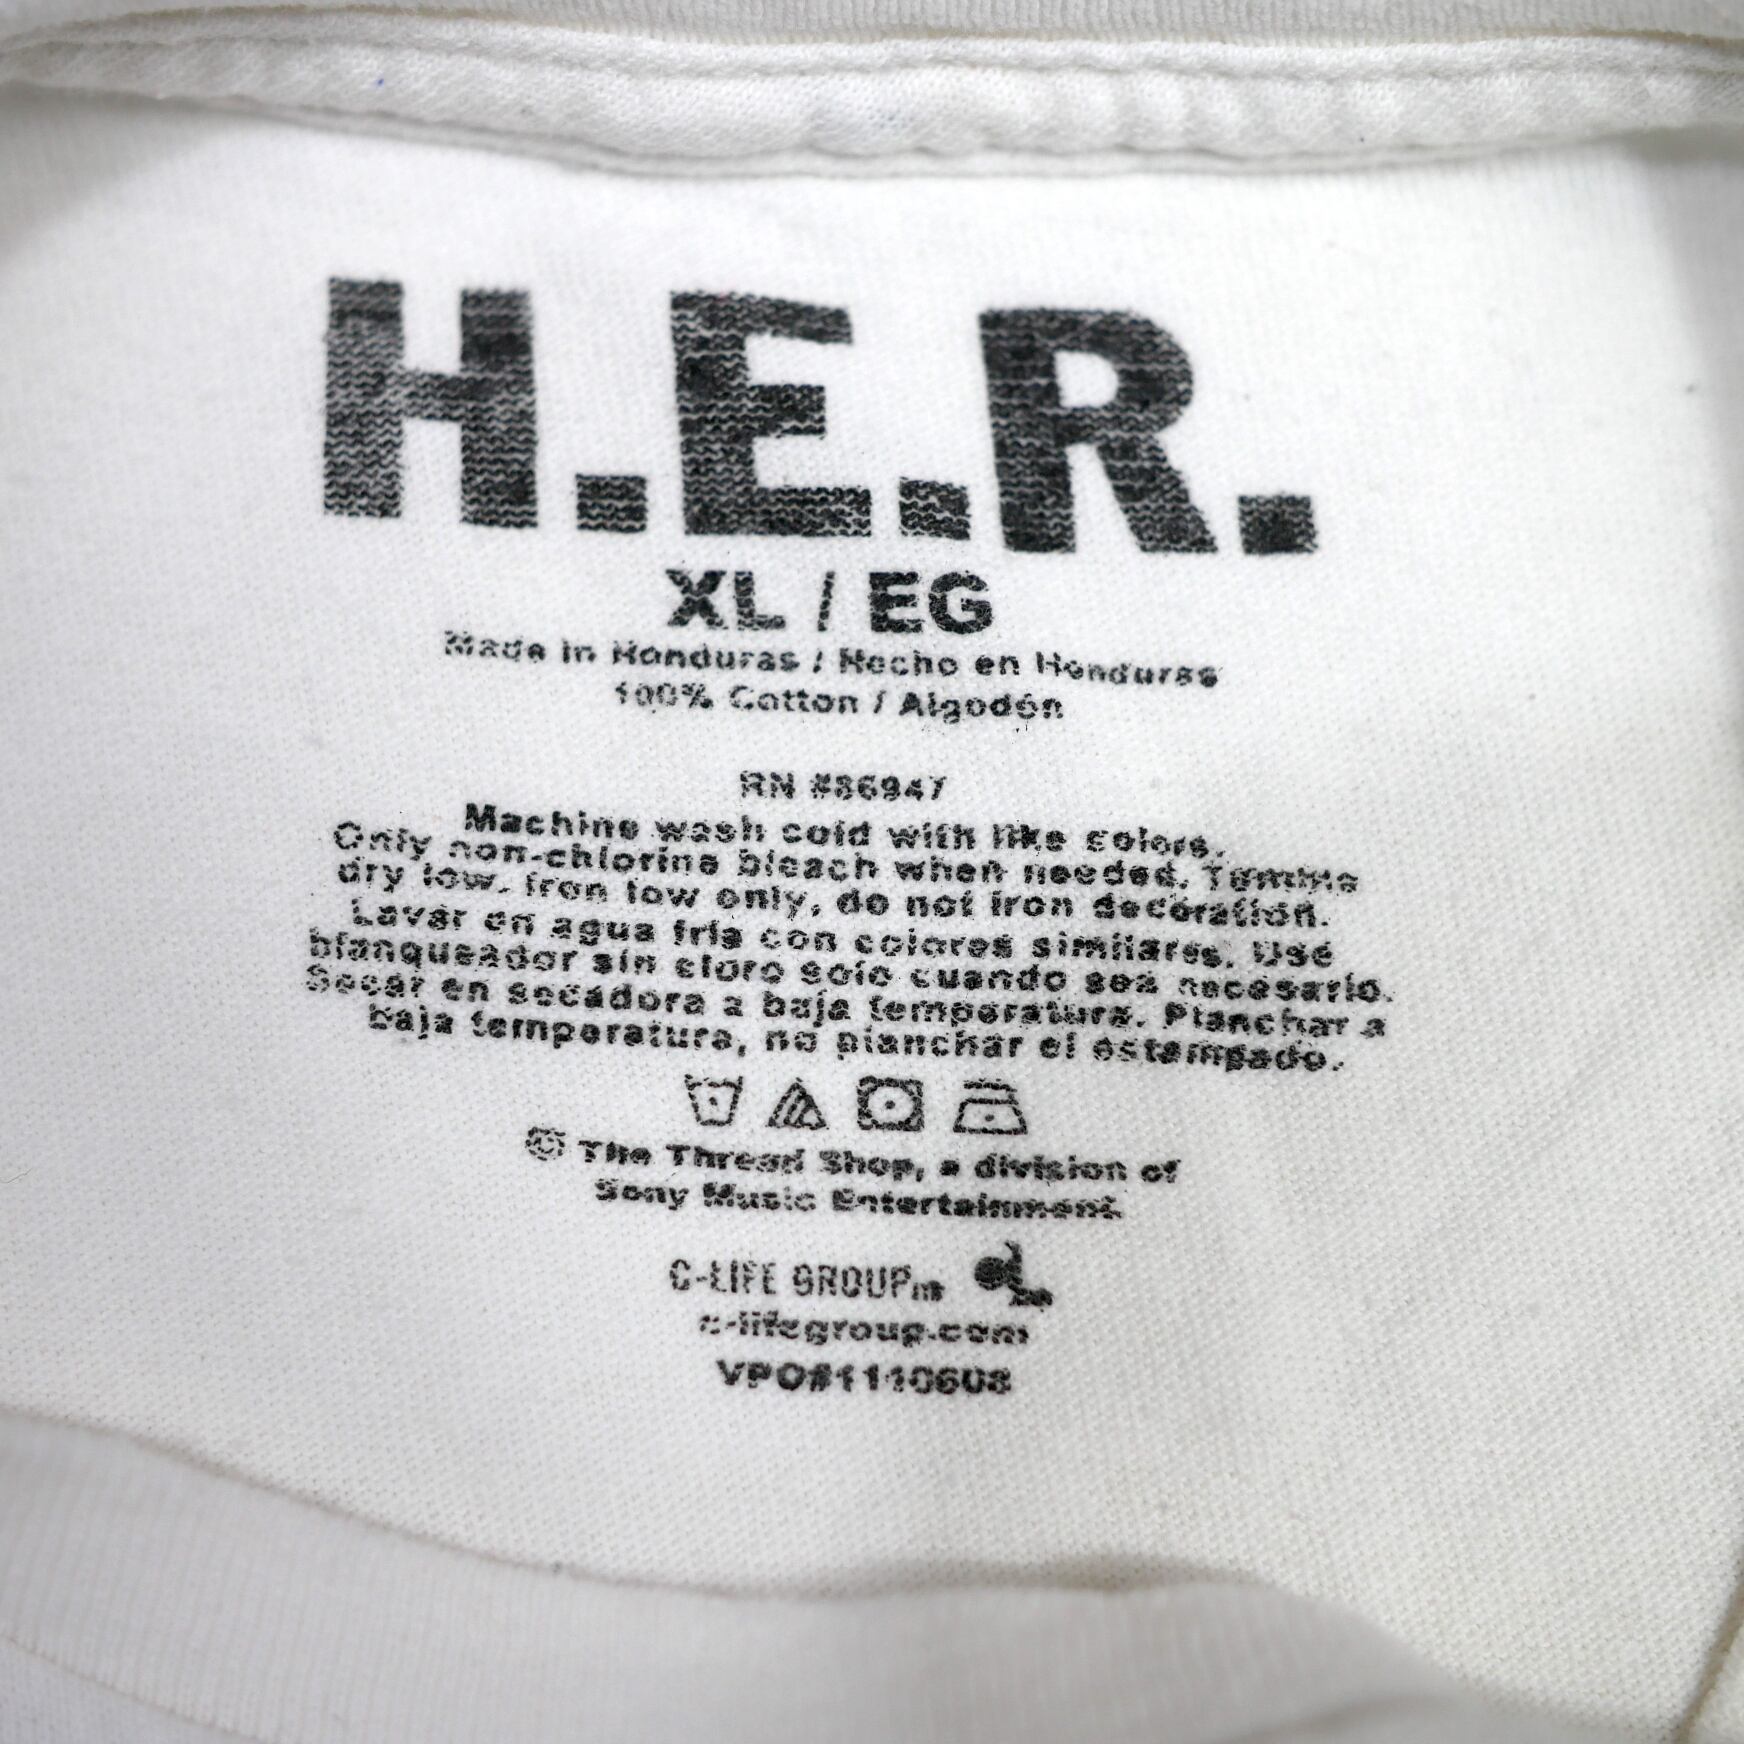 H.E.R.
XL / EG
Made in Honduras / Hecho en Honduras
100% Cotton / Algodón
RN #86947
Machine wash cold with like colors.
Only non-chlorine bleach when needed. Tumble
dry low. Iron low only, do not iron decoration.
Lavar en agua fria con colores similares. Use
blanqueador sin cloro solo cuando sea necesario.
Secar en secadora a baja temperatura. Planchar a
baja temperatura, no planchar el estampado.
© The Thread Shop, a division of
Sony Music Entertainment.
C-LIFE GROUP
c-lifegroup.com
VPO#1110608